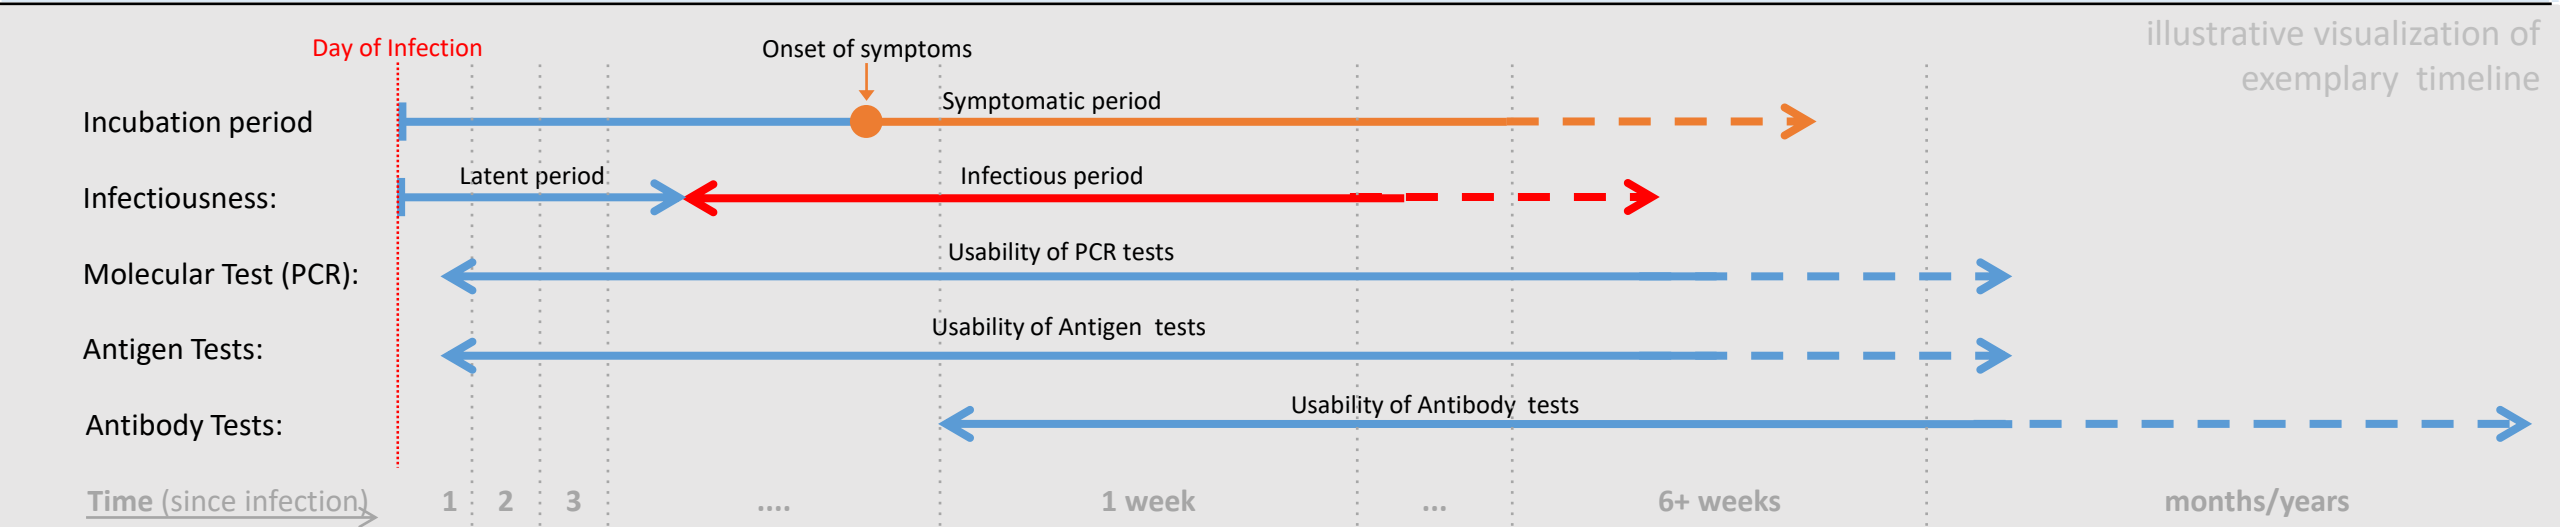 illustrative visualization of
exemplary timeline
Day of Infection
Onset of symptoms
Incubation period
Symptomatic period
Infectiousness:
Latent period
Infectious period
Molecular Test (PCR):
Usability of PCR tests
Antigen Tests:
Usability of Antigen tests
Antibody Tests:
Usability of Antibody tests
Time (since infection)
1
2
3
....
1 week
...
6+ weeks
months/years